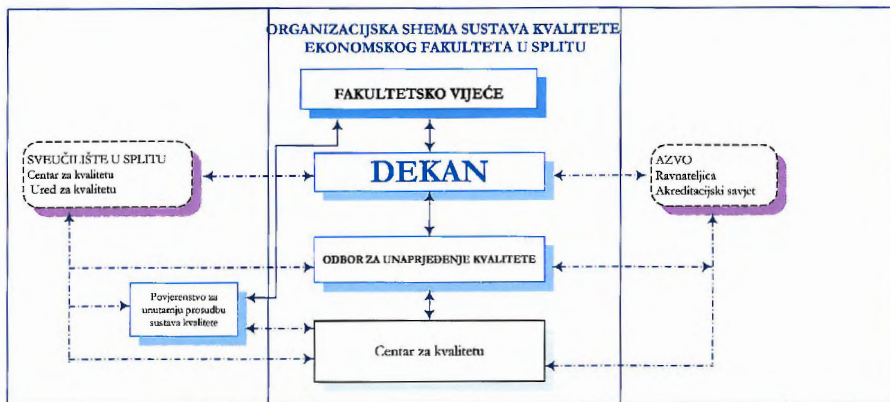 ORGANIZACIJSKA SHEMA SUSTAVA KVALITETE
EKONOMSKOG FAKULTETA U SPLITU
FAKULTETSKO VIJEĆE
SVEUČILIŠTE U SPLITU
Centar za kvalitetu
Ured za kvalitetu
DEKAN
AZVO
Ravnateljica
Akreditacijski savjet
ODBOR ZA UNAPRJEĐENJE KVALITETE
Povjerenstvo za
unutarnju prosudbu
sustava kvalitete
Centar za kvalitetu